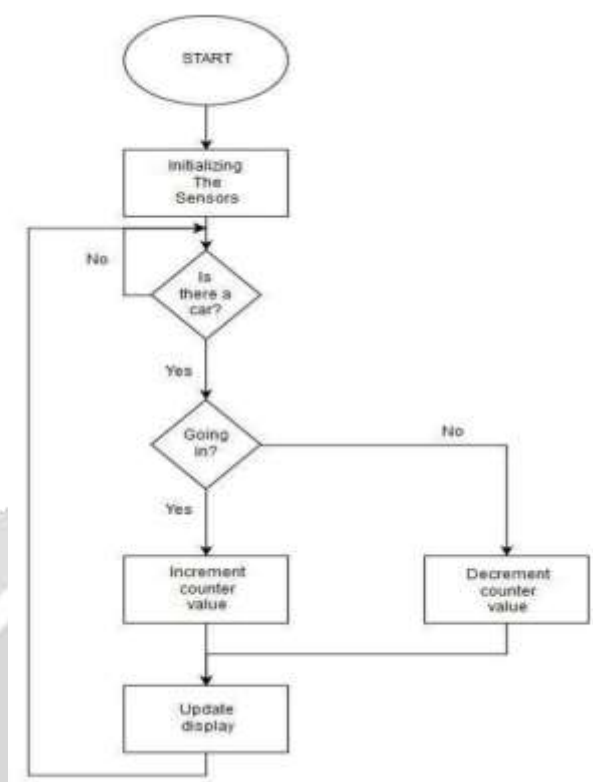 START
Initializing
The
Sensors
No
Is
there a
car?
Yes
Going
in?
No
Yes
Increment
counter
value
Decrement
counter
value
Update
display